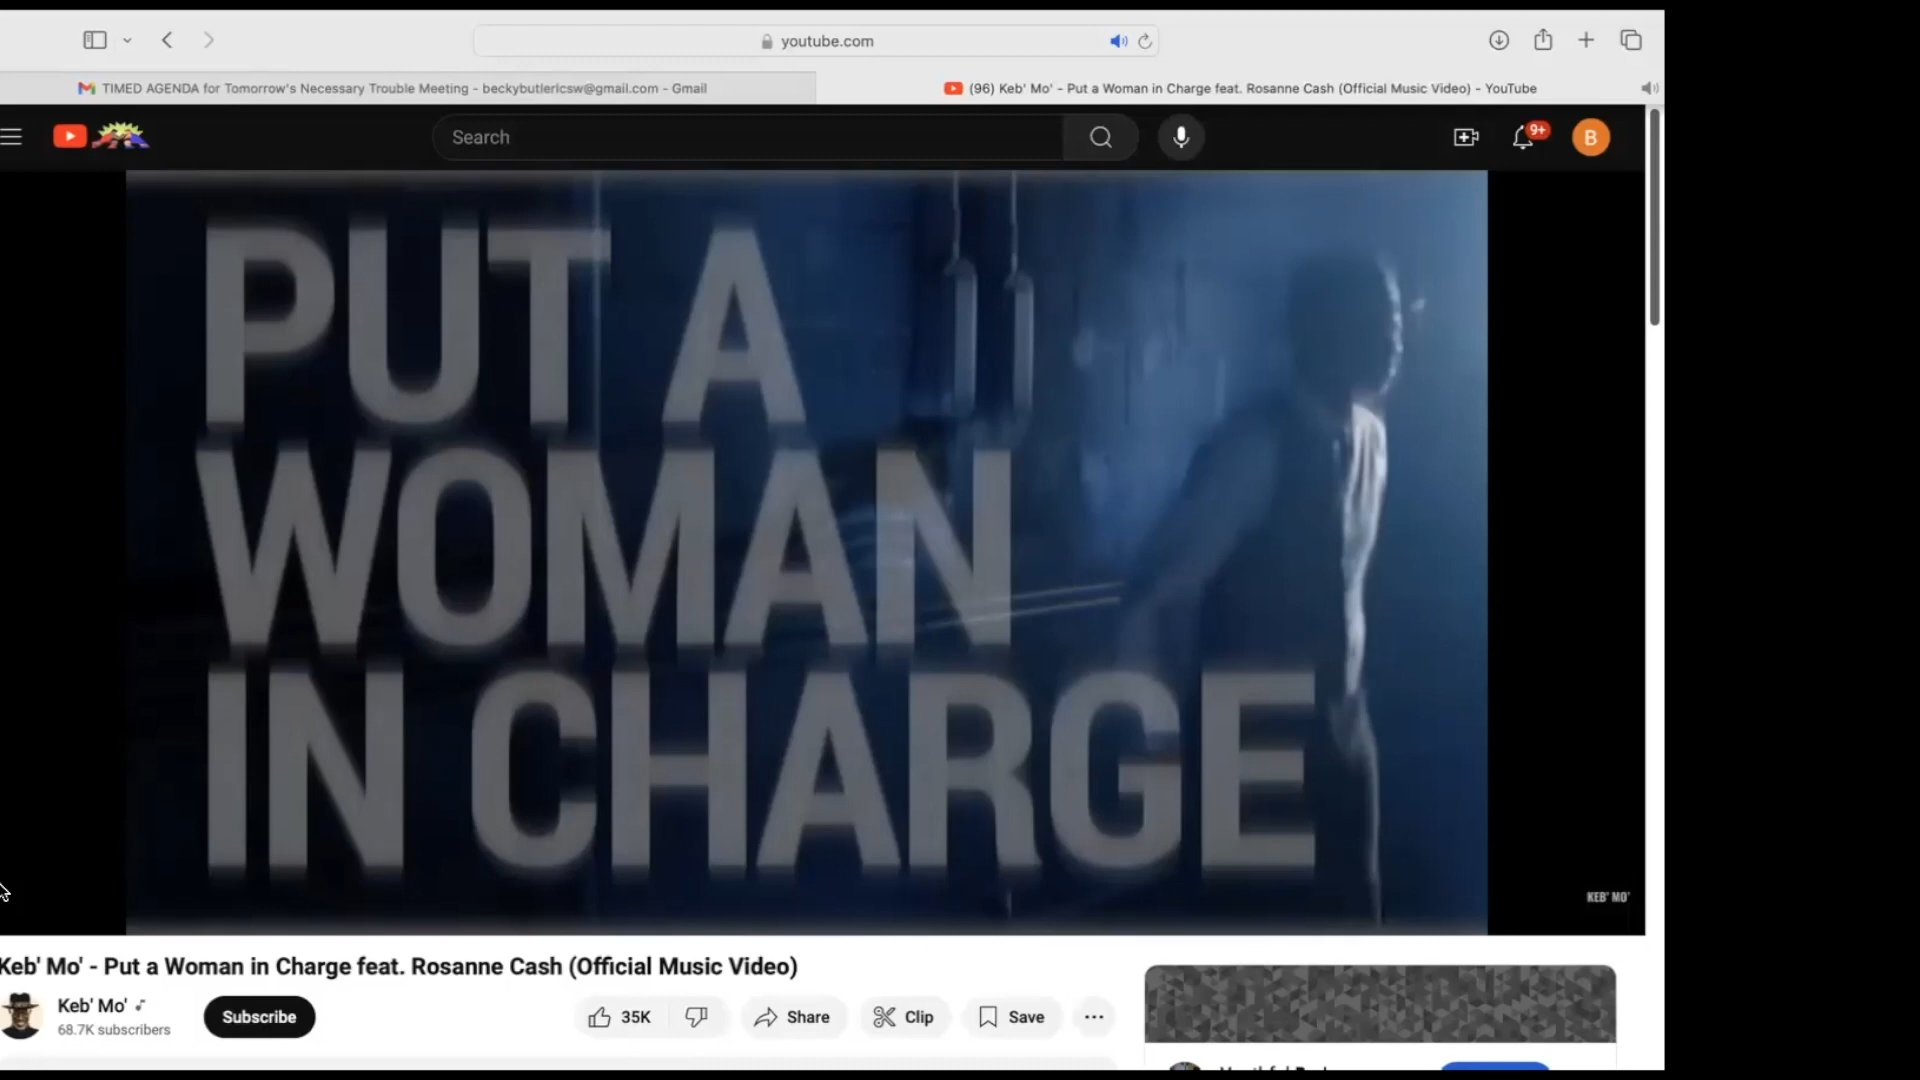 youtube.com
TIMED AGENDA for Tomorrow's Necessary Trouble Meeting - beckybutlerlcsw@gmail.com - Gmail
(96) Keb' Mo' - Put a Woman in Charge feat. Rosanne Cash (Official Music Video) - YouTube
Search
9+
B
PUT A
WOMAN
IN CHARGE
KEB' MO'
Keb' Mo' - Put a Woman in Charge feat. Rosanne Cash (Official Music Video)
Keb' Mo'
68.7K subscribers
Subscribe
35K
Share
Clip
Save